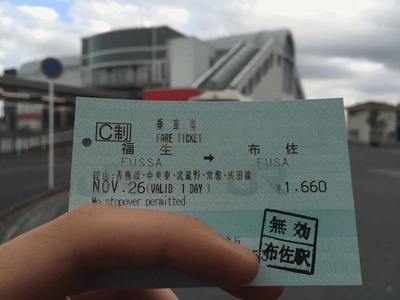 C制 乗車券
FARE TICKET
福生 → 布佐
FUSSA FUSA
経由:青梅線・中央東・武蔵野・常磐・成田線
NOV.26(VALID 1 DAY) ¥1,660
No stopover permitted
無効
布佐駅